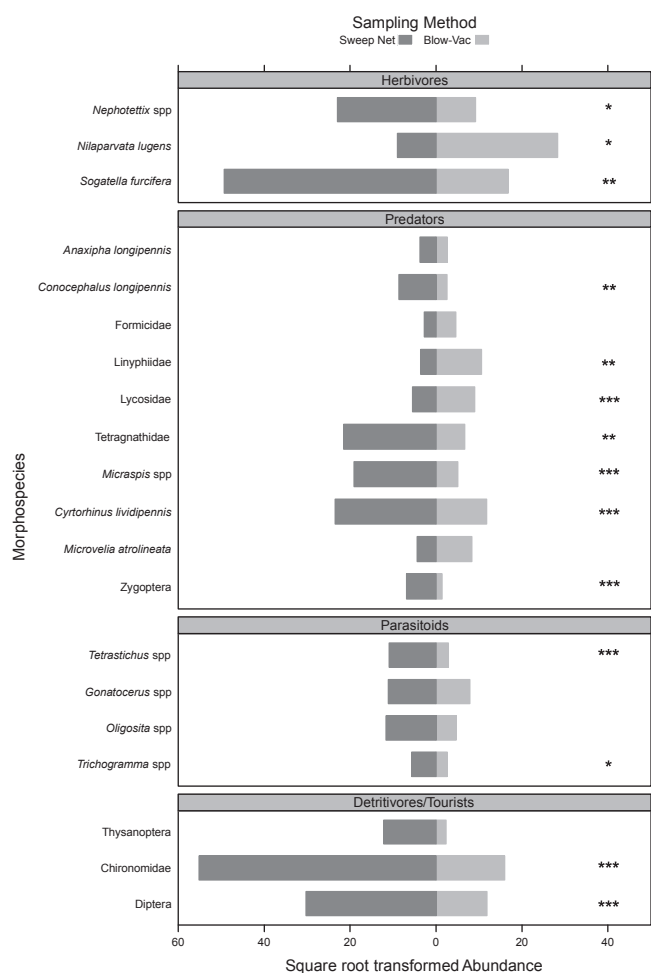 Sampling Method
Sweep Net Blow-Vac
Herbivores
Nephotettix spp *
Nilaparvata lugens *
Sogatella furcifera **
Predators
Anaxipha longipennis
Conocephalus longipennis **
Formicidae
Linyphiidae **
Lycosidae ***
Tetragnathidae **
Micraspis spp ***
Cyrtorhinus lividipennis ***
Microvelia atrolineata
Zygoptera ***
Morphospecies
Parasitoids
Tetrastichus spp ***
Gonatocerus spp
Oligosita spp
Trichogramma spp *
Detritivores/Tourists
Thysanoptera
Chironomidae ***
Diptera ***
60 40 20 0 20 40
Square root transformed Abundance